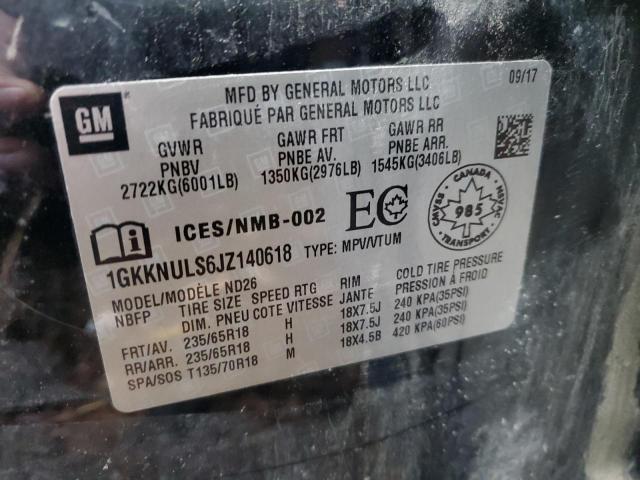 GM
MFD BY GENERAL MOTORS LLC 09/17
FABRIQUÉ PAR GENERAL MOTORS LLC
GVWR GAWR FRT GAWR RR
PNBV PNBE AV. PNBE ARR.
2722KG(6001LB) 1350KG(2976LB) 1545KG(3406LB)
ICES/NMB-002 EC CANADA CMVSS 985 NSVAC
1GKKNULS6JZ140618 TYPE: MPV/VTUM
MODEL/MODÈLE ND26 RIM COLD TIRE PRESSURE
NBFP TIRE SIZE SPEED RTG JANTE PRESSION À FROID
DIM. PNEU COTE VITESSE
FRT/AV. 235/65R18 H 18X7.5J 240 KPA(35PSI)
RR/ARR. 235/65R18 H 18X7.5J 240 KPA(35PSI)
SPA/SOS T135/70R18 M 18X4.5B 420 KPA(60PSI)